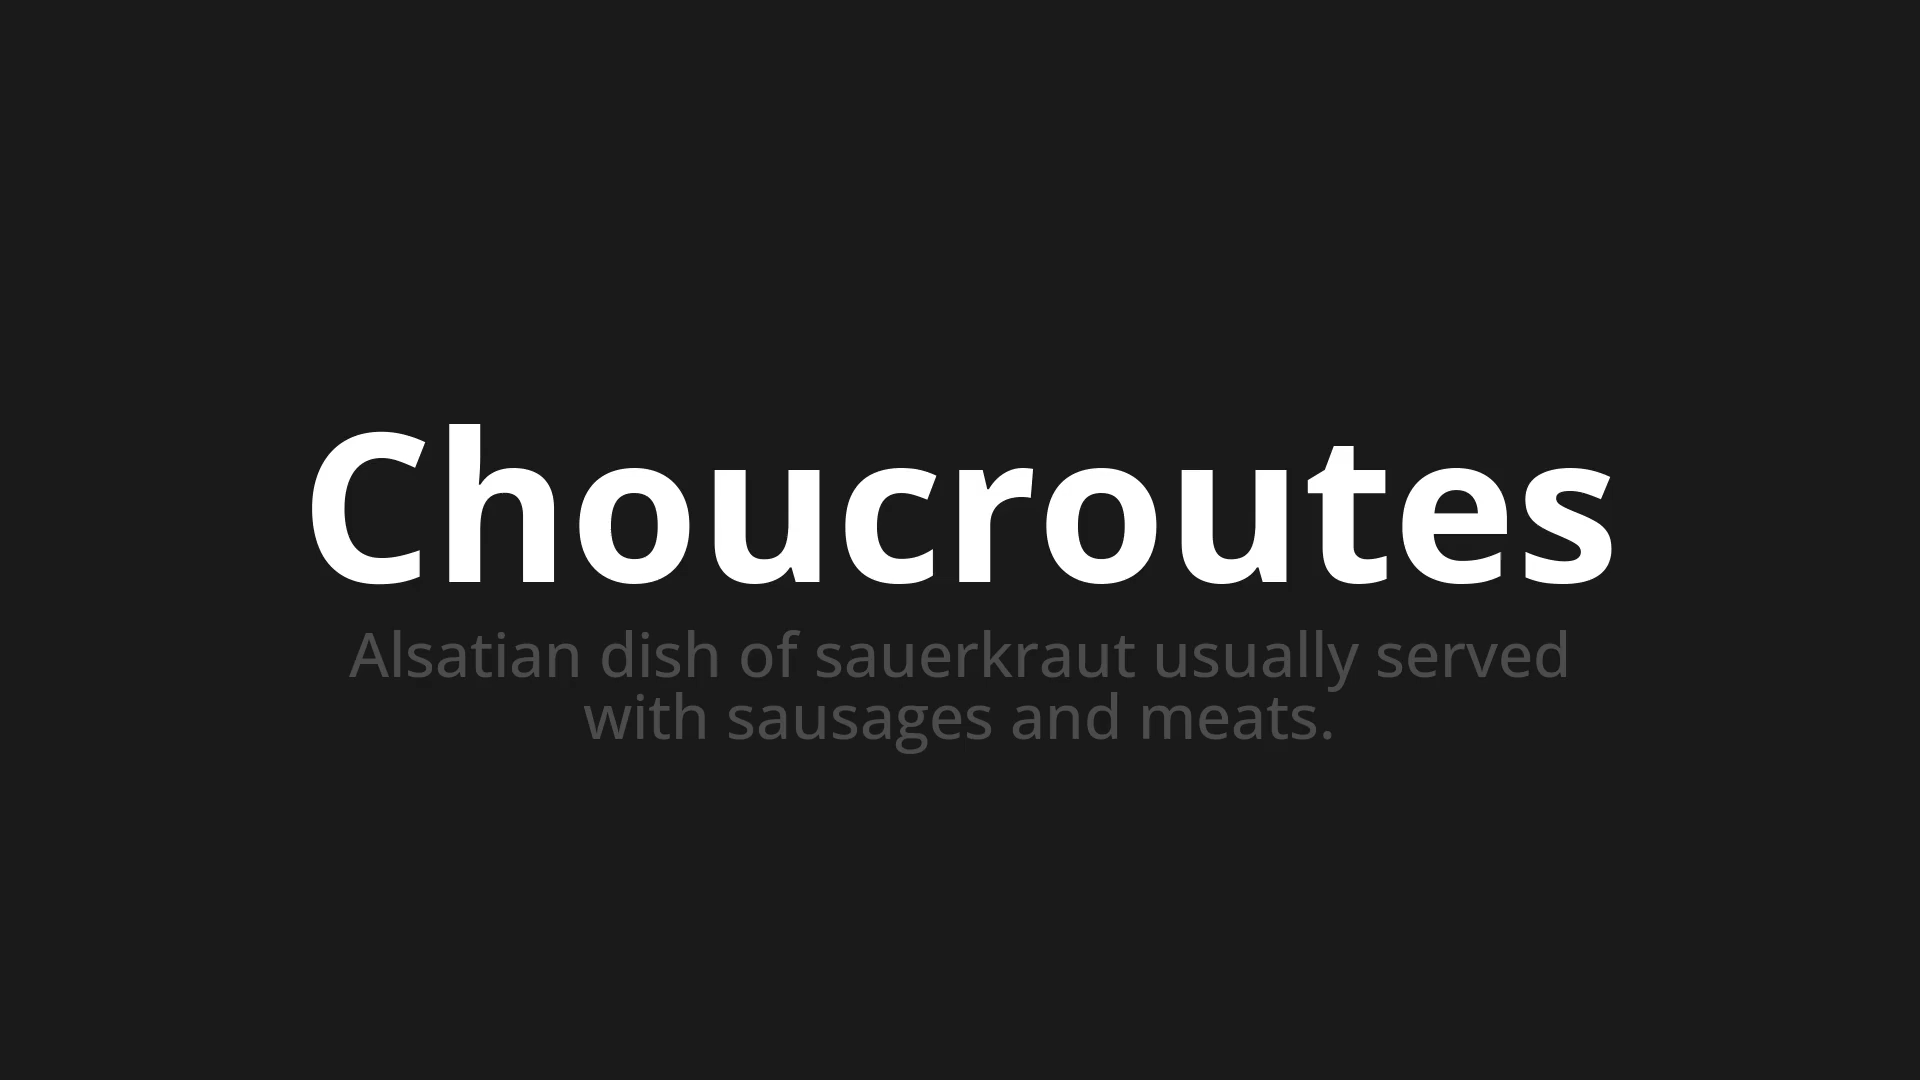 Choucroutes
Alsatian dish of sauerkraut usually served
with sausages and meats.